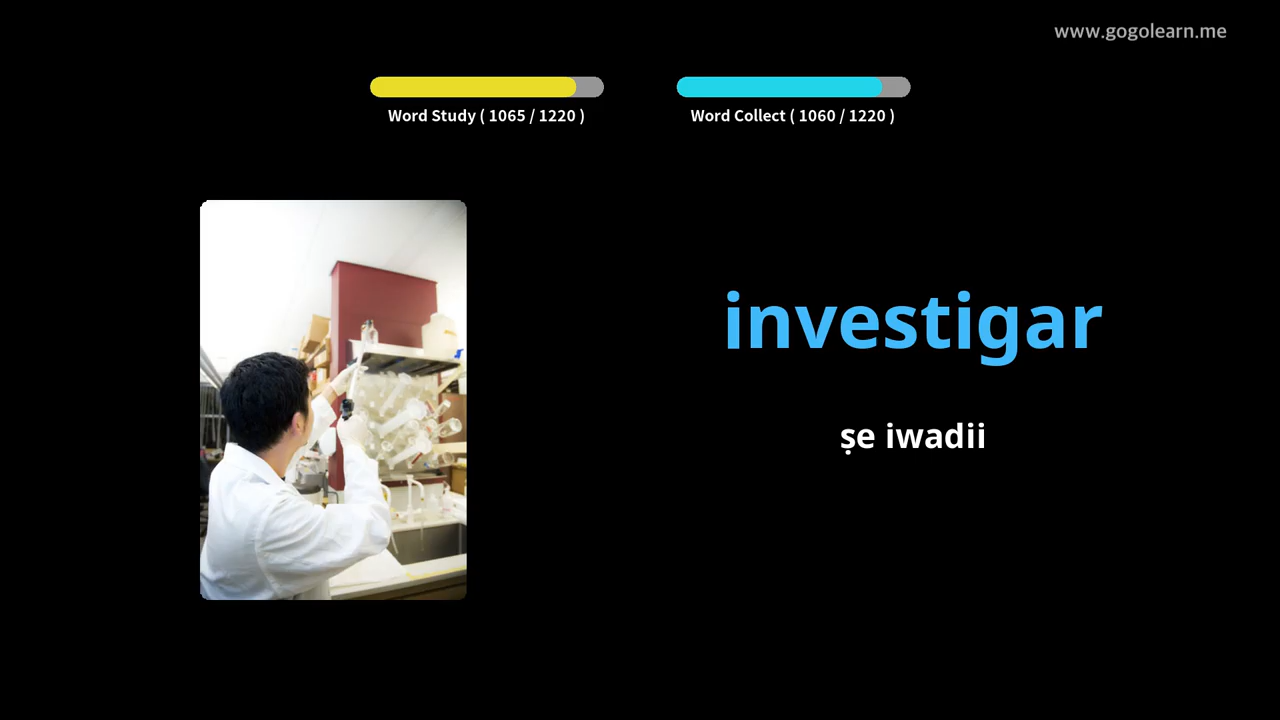 www.gogolearn.me
Word Study ( 1065 / 1220 )
Word Collect ( 1060 / 1220 )
investigar
ṣe iwadii